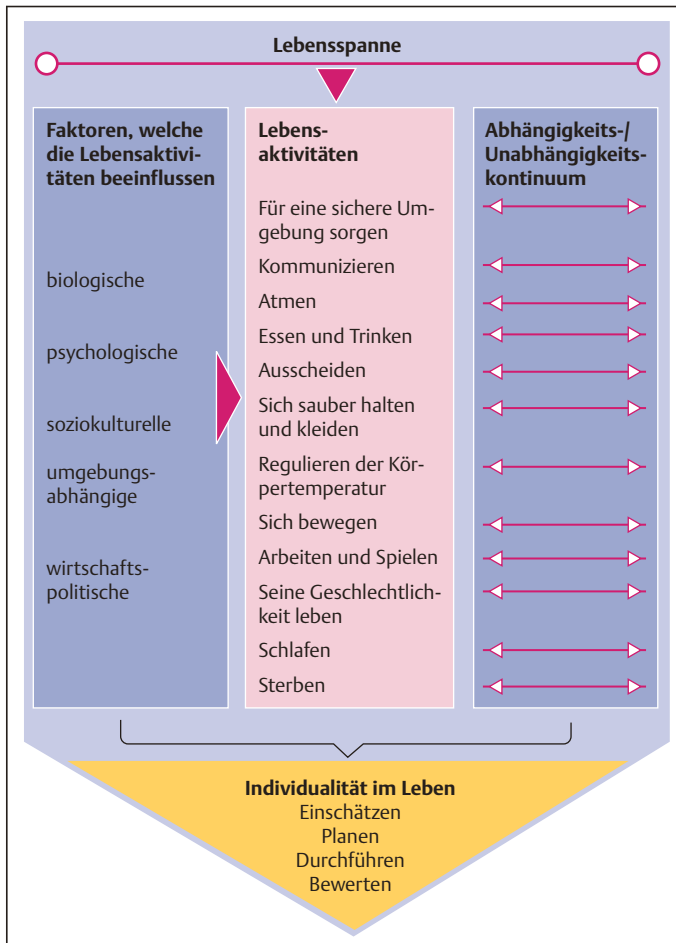 Lebensspanne
Faktoren, welche
die Lebensaktivi-
täten beeinflussen
biologische
psychologische
soziokulturelle
umgebungs-
abhängige
wirtschafts-
politische
Lebens-
aktivitäten
Für eine sichere Um-
gebung sorgen
Kommunizieren
Atmen
Essen und Trinken
Ausscheiden
Sich sauber halten
und kleiden
Regulieren der Kör-
pertemperatur
Sich bewegen
Arbeiten und Spielen
Seine Geschlechtlich-
keit leben
Schlafen
Sterben
Abhängigkeits-/
Unabhängigkeits-
kontinuum
Individualität im Leben
Einschätzen
Planen
Durchführen
Bewerten